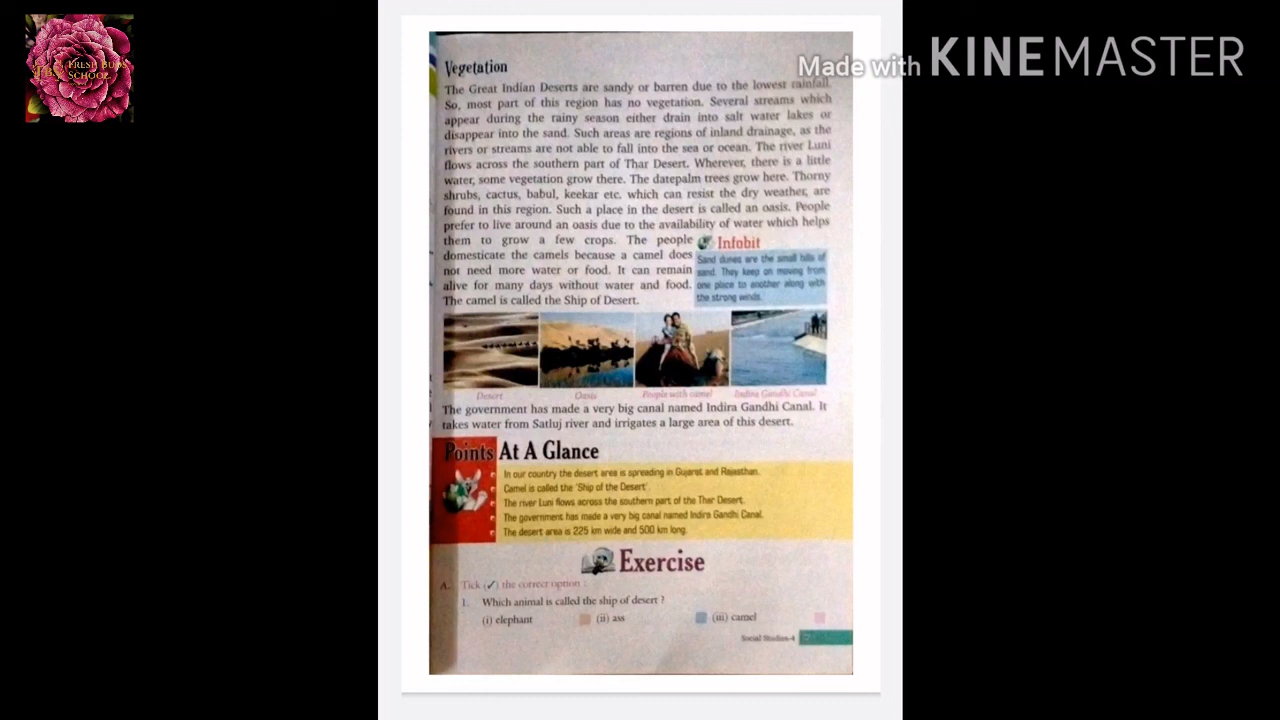 FRESH BUDS
SCHOOL
Made with KINEMASTER
Vegetation
The Great Indian Deserts are sandy or barren due to the lowest rainfall.
So, most part of this region has no vegetation. Several streams which
appear during the rainy season either drain into salt water lakes or
disappear into the sand. Such areas are regions of inland drainage, as the
rivers or streams are not able to fall into the sea or ocean. The river Luni
flows across the southern part of Thar Desert. Wherever, there is a little
water, some vegetation grow there. The datepalm trees grow here. Thorny
shrubs, cactus, babul, keekar etc. which can resist the dry weather, are
found in this region. Such a place in the desert is called an oasis. People
prefer to live around an oasis due to the availability of water which helps
them to grow a few crops. The people
domesticate the camels because a camel does
not need more water or food. It can remain
alive for many days without water and food.
The camel is called the Ship of Desert.
Infobit
Sand dunes are the small hills of
sand. They keep on moving from
one place to another along with
the strong winds.
Desert Oasis People with camel Indira Gandhi Canal
The government has made a very big canal named Indira Gandhi Canal. It
takes water from Satluj river and irrigates a large area of this desert.
Points At A Glance
In our country the desert area is spreading in Gujarat and Rajasthan.
Camel is called the 'Ship of the Desert'.
The river Luni flows across the southern part of the Thar Desert.
The government has made a very big canal named Indira Gandhi Canal.
The desert area is 225 km wide and 500 km long.
Exercise
A. Tick (✓) the correct option :
1. Which animal is called the ship of desert ?
(i) elephant (ii) ass (iii) camel
Social Studies-4